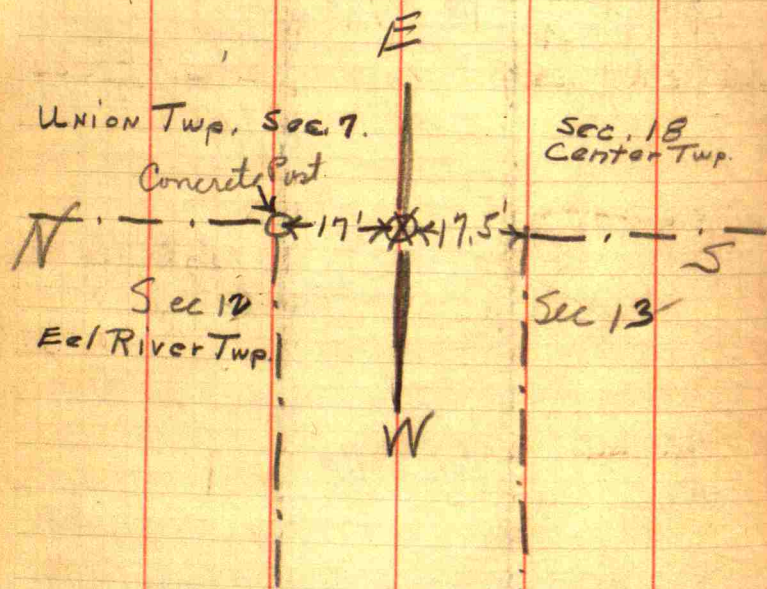 E
Union Twp. Sec. 7.
Sec. 18
Center Twp.
Concrete Post
N
17'
17.5'
S
Sec 12
Eel River Twp.
Sec 13
W